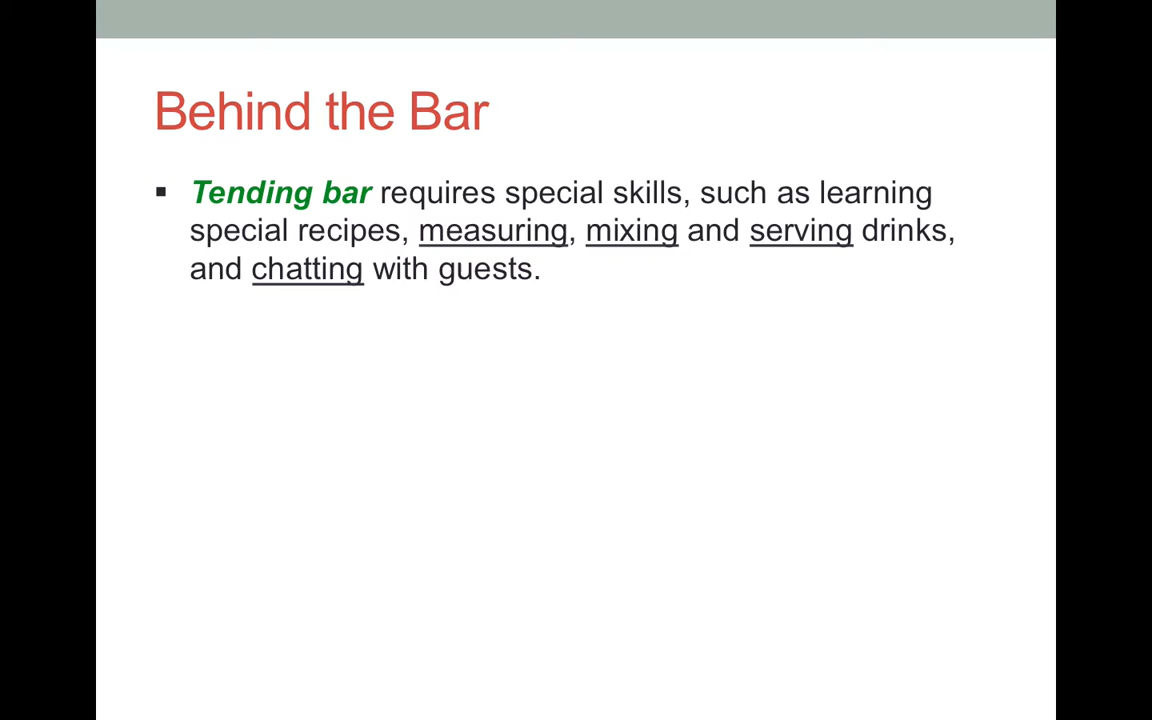 Behind the Bar
▪ Tending bar requires special skills, such as learning
special recipes, measuring, mixing and serving drinks,
and chatting with guests.